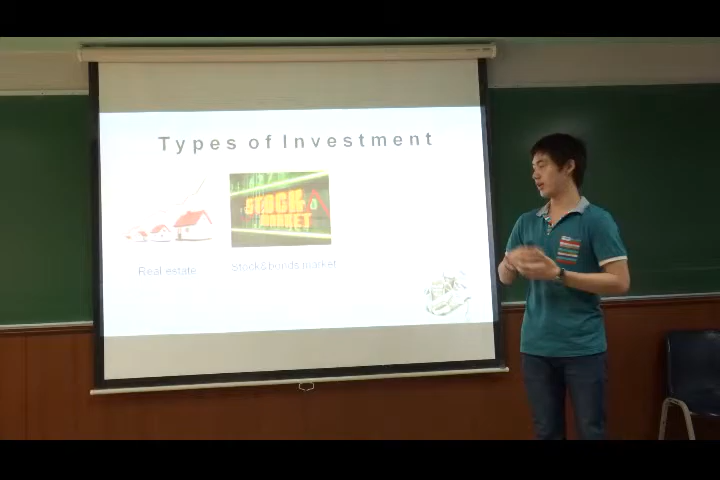 Types of Investment
STOCK
MARKET
Real estate
Stock&bonds market